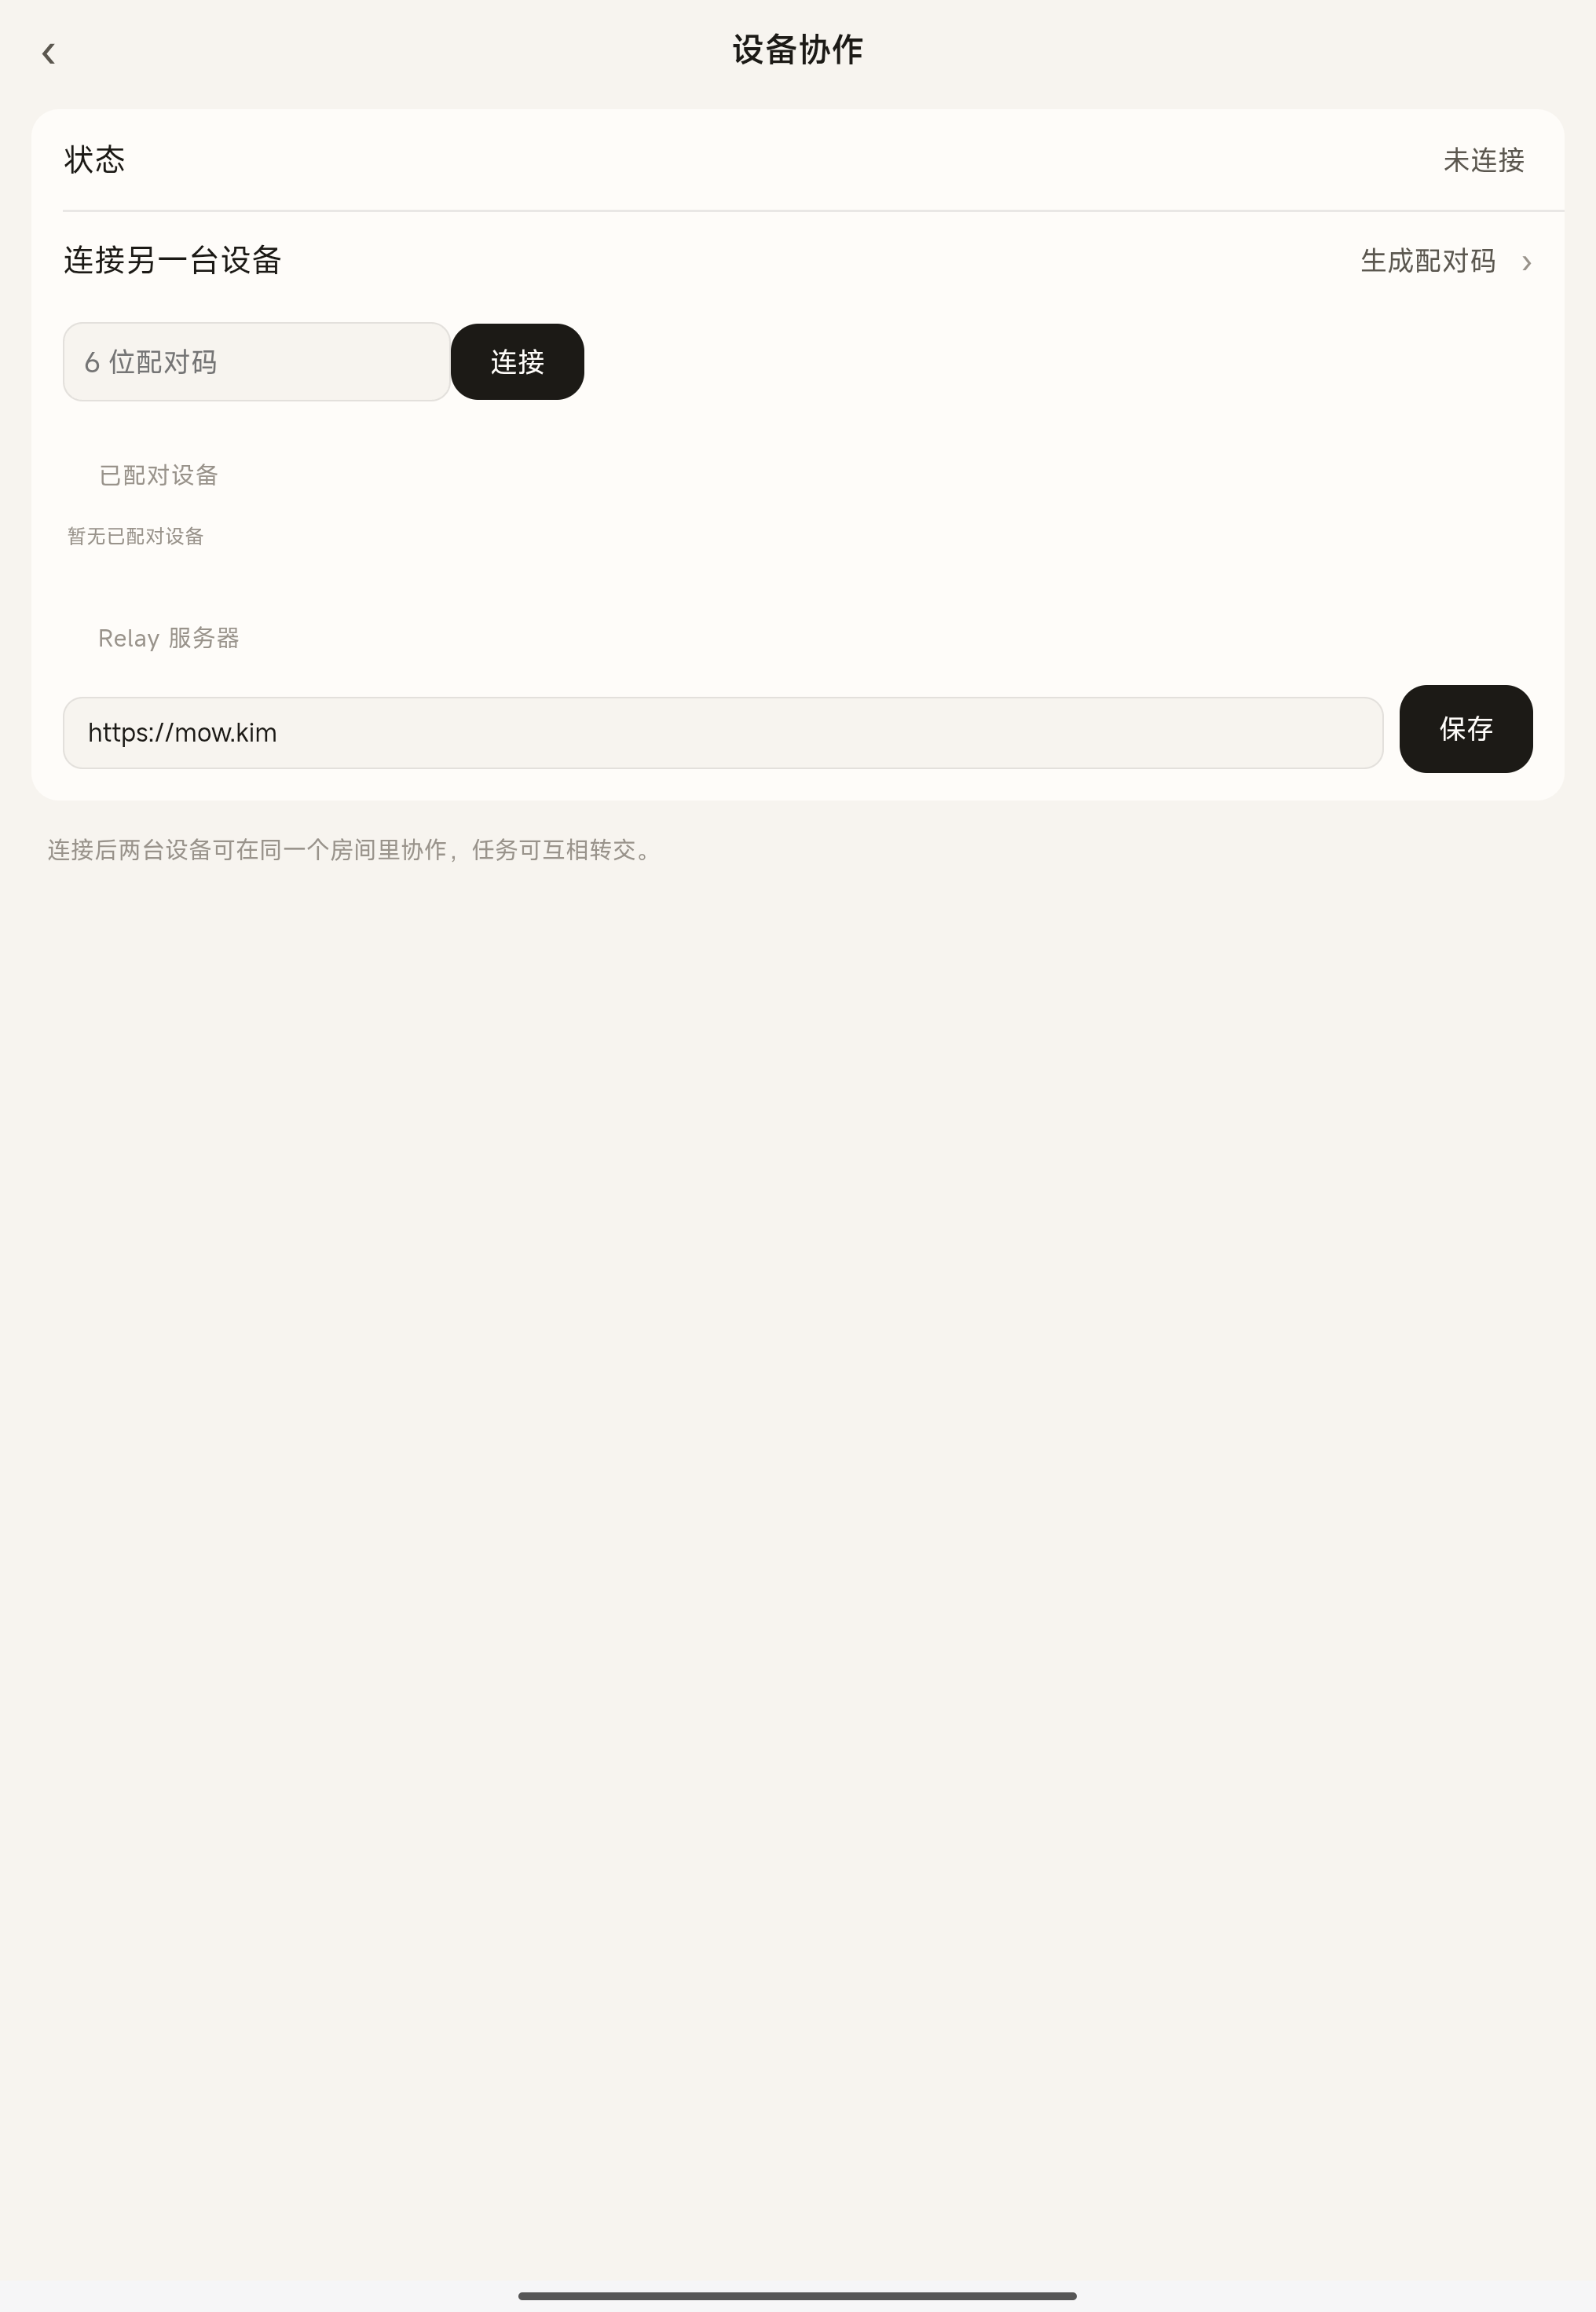 设备协作
状态
未连接
连接另一台设备
生成配对码
6 位配对码
连接
已配对设备
暂无已配对设备
Relay 服务器
https://mow.kim
保存
连接后两台设备可在同一个房间里协作，任务可互相转交。